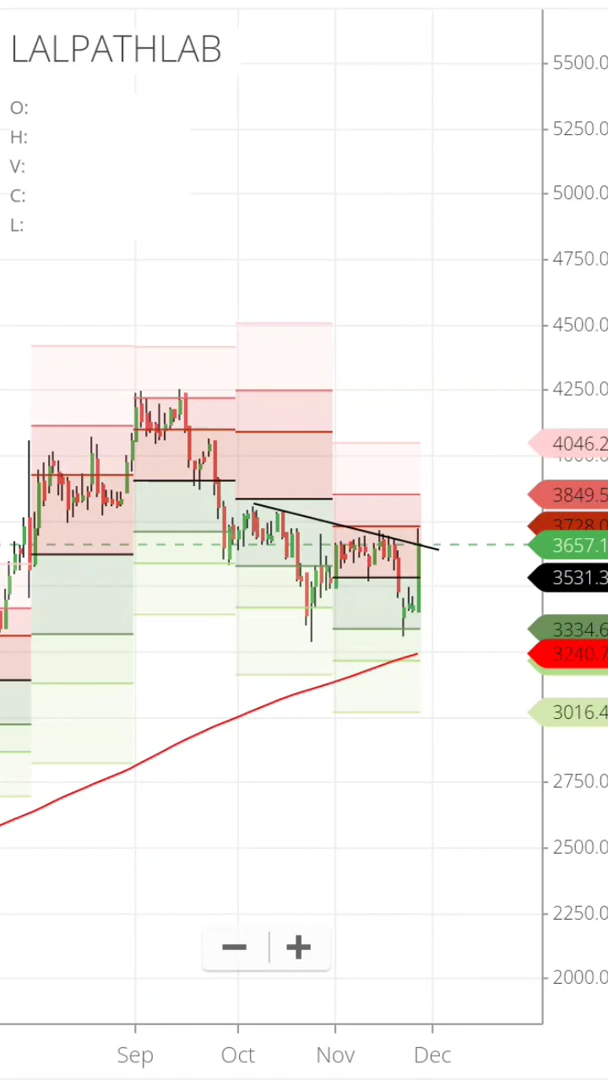 LALPATHLAB
O:
H:
V:
C:
L:
5500.0
5250.0
5000.0
4750.0
4500.0
4250.0
4046.2
3849.5
3728.0
3657.1
3531.3
3334.6
3240.7
3016.4
2750.0
2500.0
2250.0
2000.0
Sep Oct Nov Dec